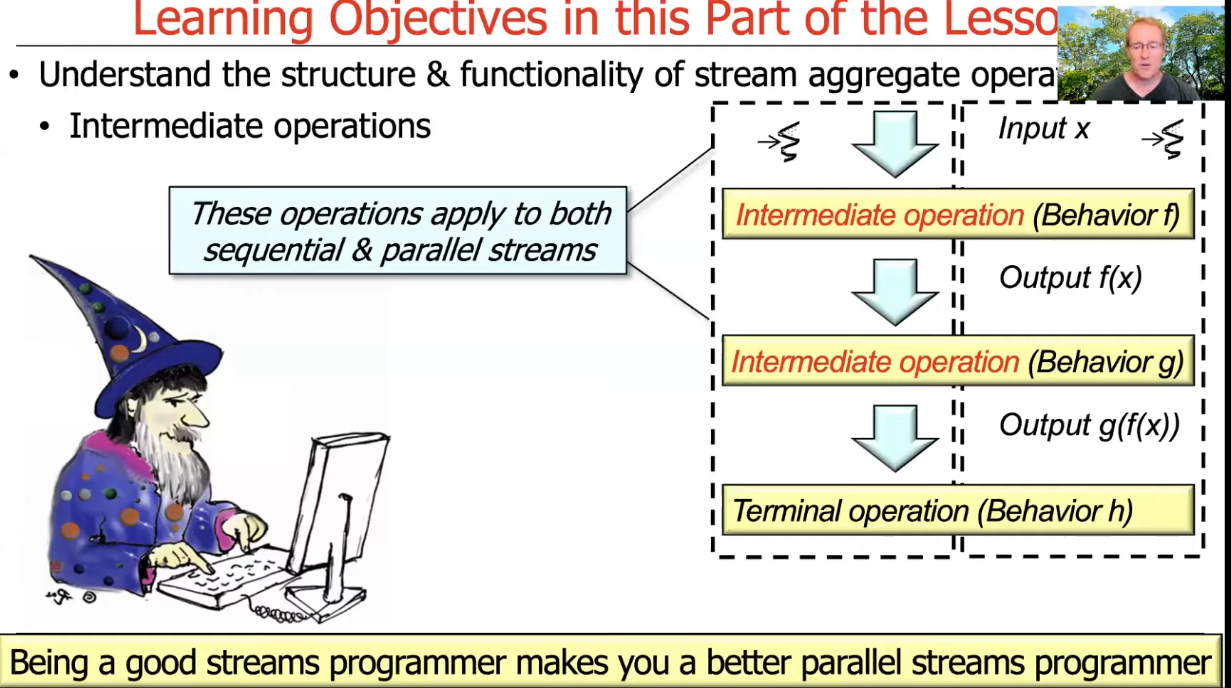 Learning Objectives in this Part of the Lesso
• Understand the structure & functionality of stream aggregate opera
• Intermediate operations
Input x
These operations apply to both
sequential & parallel streams
Intermediate operation (Behavior f)
Output f(x)
Intermediate operation (Behavior g)
Output g(f(x))
Terminal operation (Behavior h)
Being a good streams programmer makes you a better parallel streams programmer